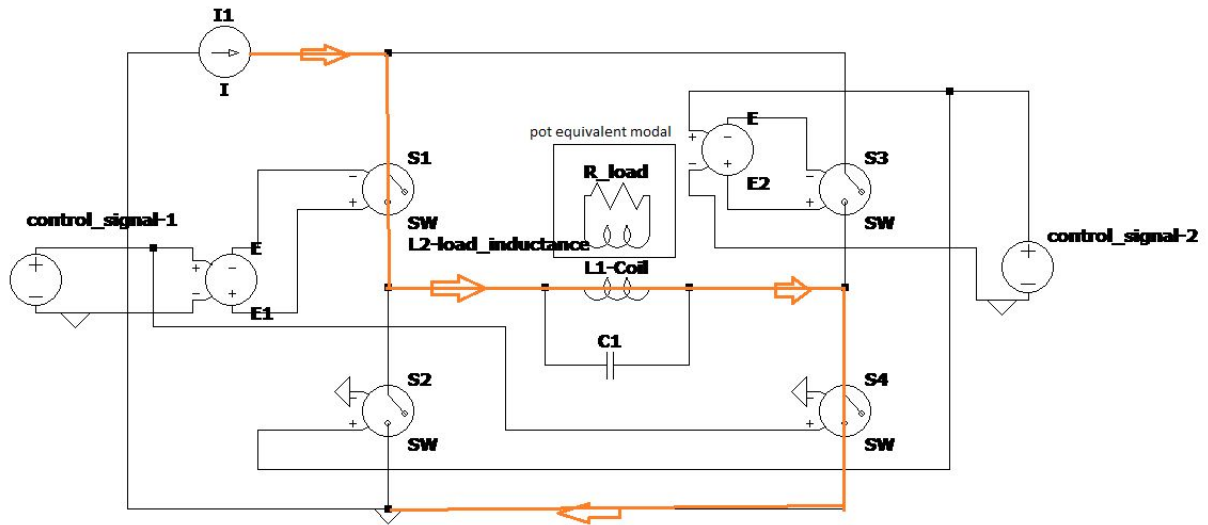 I1
I
pot equivalent modal
E
S1
R_load
E2
S3
control_signal-1
SW
SW
L2-load_inductance
control_signal-2
E
L1-Coil
E1
C1
S2
S4
SW
SW